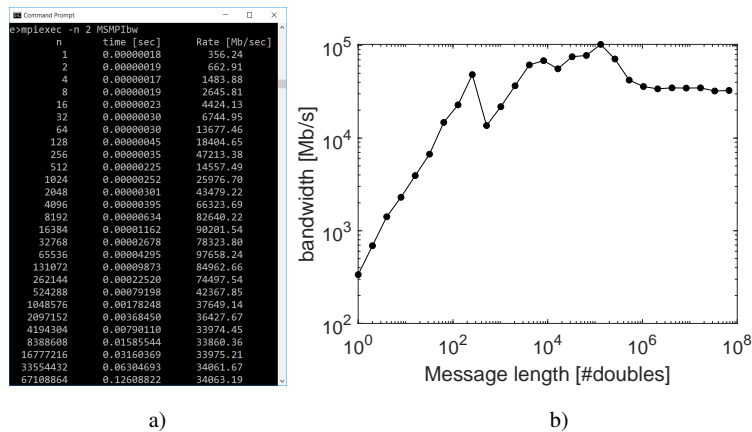 Command Prompt
e>mpiexec -n 2 MSMPIbw
n time [sec] Rate [Mb/sec]
1 0.00000018 356.24
2 0.00000019 662.91
4 0.00000017 1483.88
8 0.00000019 2645.81
16 0.00000023 4424.13
32 0.00000030 6744.95
64 0.00000030 13677.46
128 0.00000045 18404.65
256 0.00000035 47213.38
512 0.00000225 14557.49
1024 0.00000252 25976.70
2048 0.00000301 43479.22
4096 0.00000395 66323.69
8192 0.00000634 82640.22
16384 0.00001162 90201.54
32768 0.00002678 78323.80
65536 0.00004295 97658.24
131072 0.00009873 84962.66
262144 0.00022520 74497.54
524288 0.00079198 42367.85
1048576 0.00178248 37649.14
2097152 0.00368450 36427.67
4194304 0.00790110 33974.45
8388608 0.01585544 33860.36
16777216 0.03160369 33975.21
33554432 0.06304693 34061.67
67108864 0.12608822 34063.19
a)
bandwidth [Mb/s]
10^5
10^4
10^3
10^2
10^0 10^2 10^4 10^6 10^8
Message length [#doubles]
b)